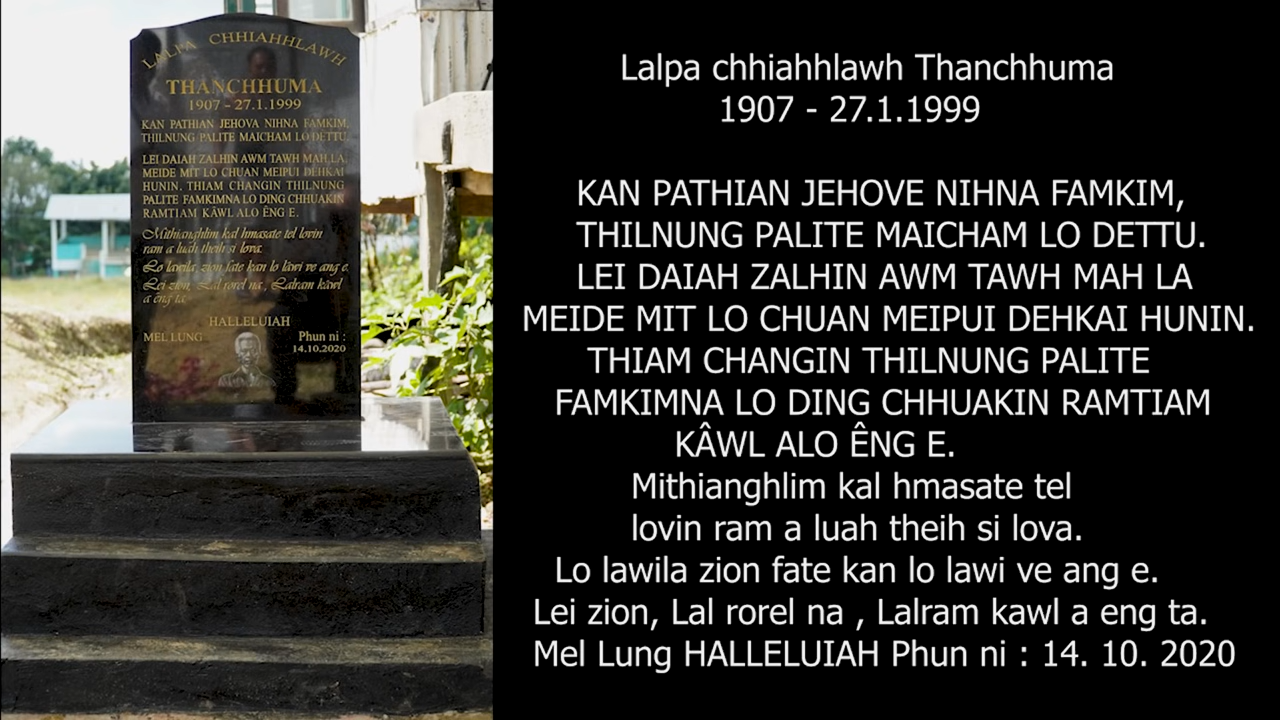 LALPA CHHIAHHLAWH
THANCHHUMA
1907 - 27.1.1999
KAN PATHIAN JEHOVA NIHNA FAMKIM,
THILNUNG PALITE MAICHAM LO DETTU.
LEI DAIAH ZALHIN AWM TAWH MAH LA,
MEIDE MIT LO CHUAN MEIPUI DEHKAI
HUNIN. THIAM CHANGIN THILNUNG
PALITE FAMKIMNA LO DING CHHUAKIN
RAMTIAM KÂWL ALO ÊNG E.
Mithianghlim kal hmasate tel lovin
ram a luah theih si lova.
Lo lawila, zion fate kan lo lâwi ve ang e.
Lei zion, Lal rorel na, Lalram kâwl
a êng ta.
HALLELUIAH
MEL LUNG
Phun ni :
14.10.2020
Lalpa chhiahhlawh Thanchhuma
1907 - 27.1.1999
KAN PATHIAN JEHOVE NIHNA FAMKIM,
THILNUNG PALITE MAICHAM LO DETTU.
LEI DAIAH ZALHIN AWM TAWH MAH LA
MEIDE MIT LO CHUAN MEIPUI DEHKAI HUNIN.
THIAM CHANGIN THILNUNG PALITE
FAMKIMNA LO DING CHHUAKIN RAMTIAM
KÂWL ALO ÊNG E.
Mithianghlim kal hmasate tel
lovin ram a luah theih si lova.
Lo lawila zion fate kan lo lawi ve ang e.
Lei zion, Lal rorel na , Lalram kawl a eng ta.
Mel Lung HALLELUIAH Phun ni : 14. 10. 2020